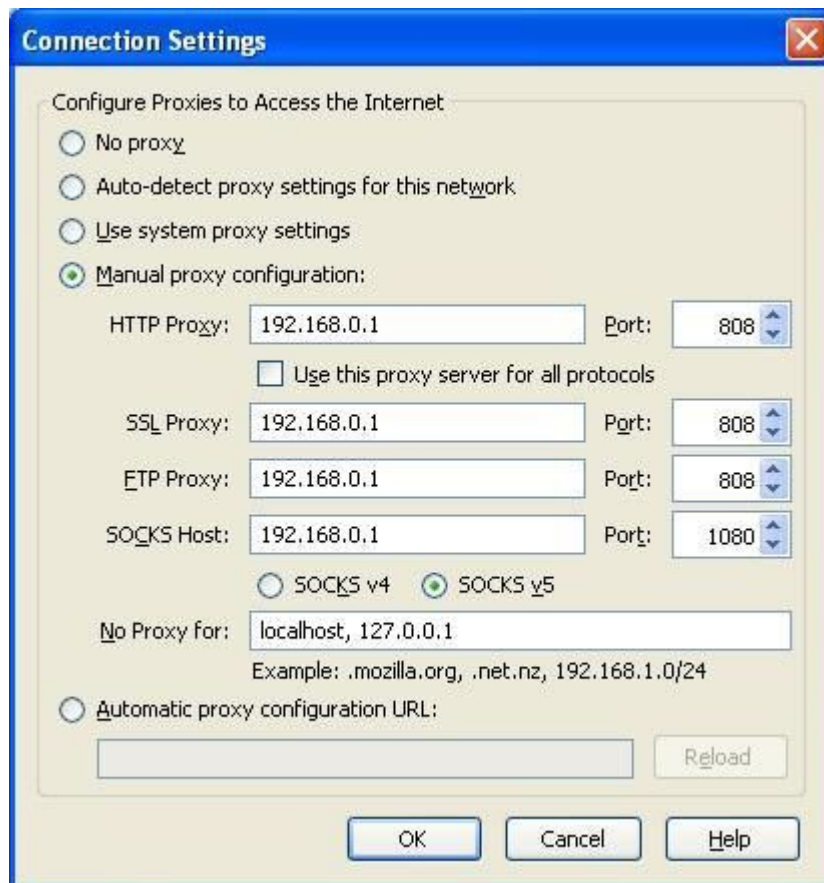 Connection Settings
Configure Proxies to Access the Internet
No proxy
Auto-detect proxy settings for this network
Use system proxy settings
Manual proxy configuration:
HTTP Proxy: 192.168.0.1 Port: 808
Use this proxy server for all protocols
SSL Proxy: 192.168.0.1 Port: 808
FTP Proxy: 192.168.0.1 Port: 808
SOCKS Host: 192.168.0.1 Port: 1080
SOCKS v4 SOCKS v5
No Proxy for: localhost, 127.0.0.1
Example: .mozilla.org, .net.nz, 192.168.1.0/24
Automatic proxy configuration URL:
Reload
OK Cancel Help